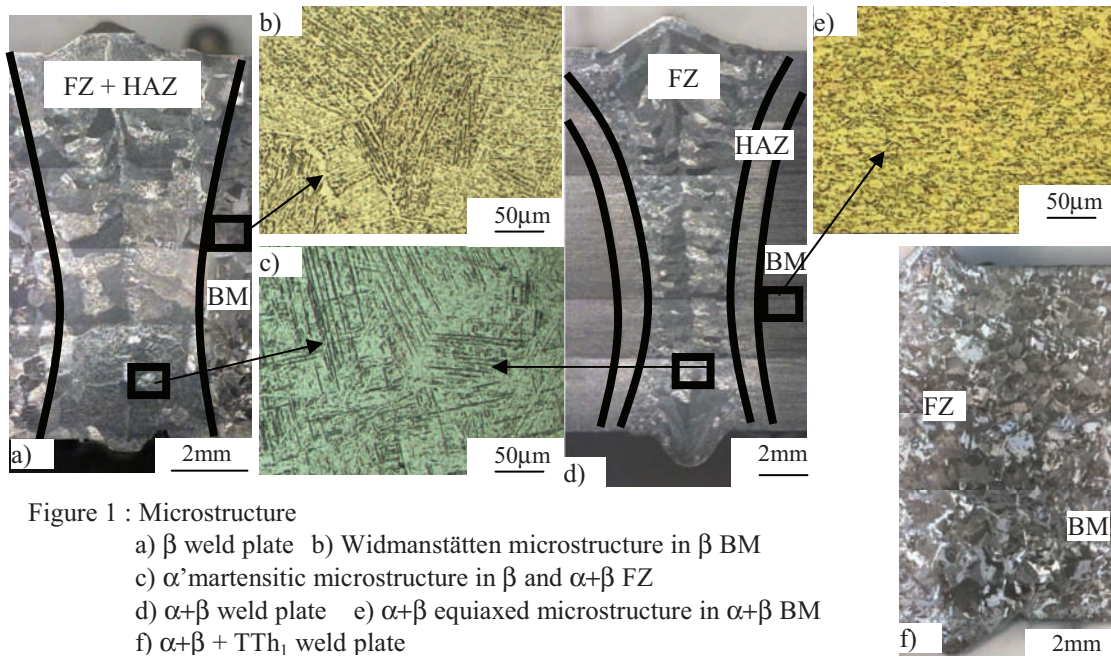 b)
e)
FZ + HAZ
FZ
HAZ
50µm
50µm
c)
BM
BM
FZ
BM
a)
2mm
50µm
d)
2mm
f)
2mm
Figure 1 : Microstructure
a) β weld plate b) Widmanstätten microstructure in β BM
c) α’martensitic microstructure in β and α+β FZ
d) α+β weld plate e) α+β equiaxed microstructure in α+β BM
f) α+β + TTh₁ weld plate